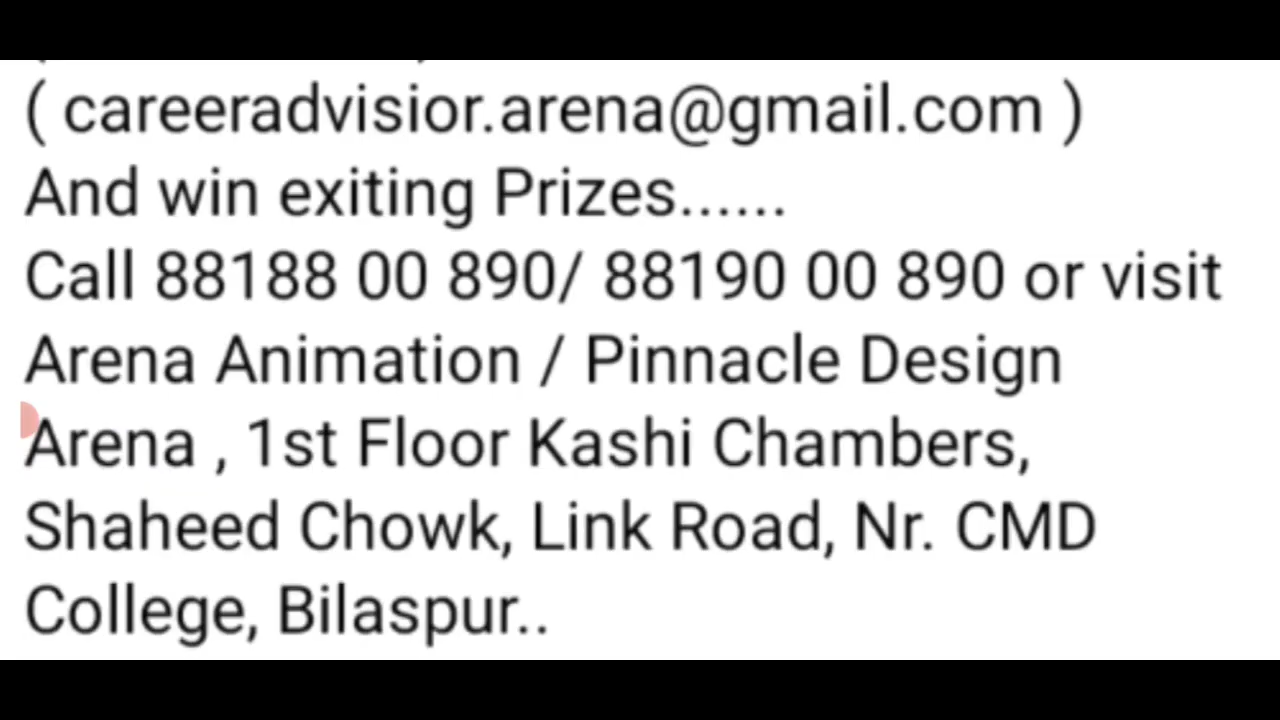 ( careeradvisior.arena@gmail.com )
And win exiting Prizes......
Call 88188 00 890/ 88190 00 890 or visit
Arena Animation / Pinnacle Design
Arena , 1st Floor Kashi Chambers,
Shaheed Chowk, Link Road, Nr. CMD
College, Bilaspur..